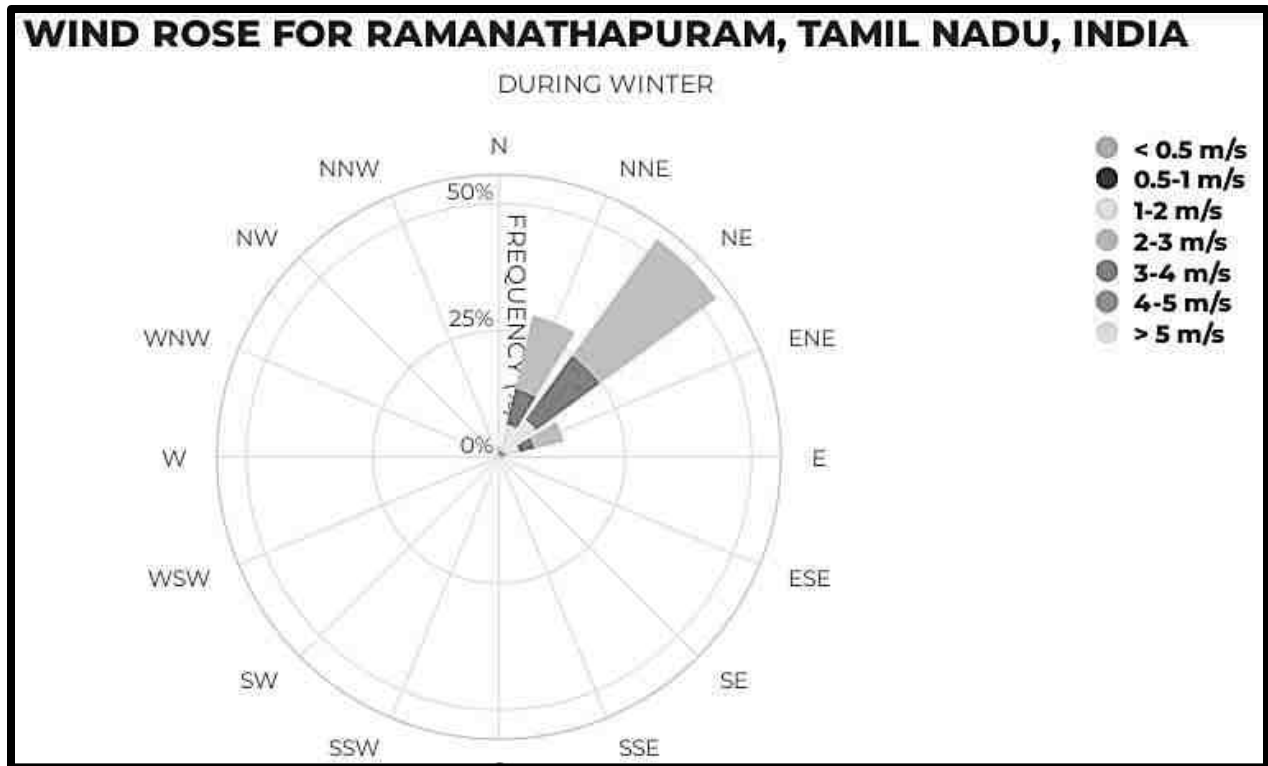 WIND ROSE FOR RAMANATHAPURAM, TAMIL NADU, INDIA
DURING WINTER
N
NNW
NNE
50%
NW
NE
FREQUENCY
25%
WNW
ENE
0%
W
E
WSW
ESE
SW
SE
SSW
SSE
< 0.5 m/s
0.5-1 m/s
1-2 m/s
2-3 m/s
3-4 m/s
4-5 m/s
> 5 m/s